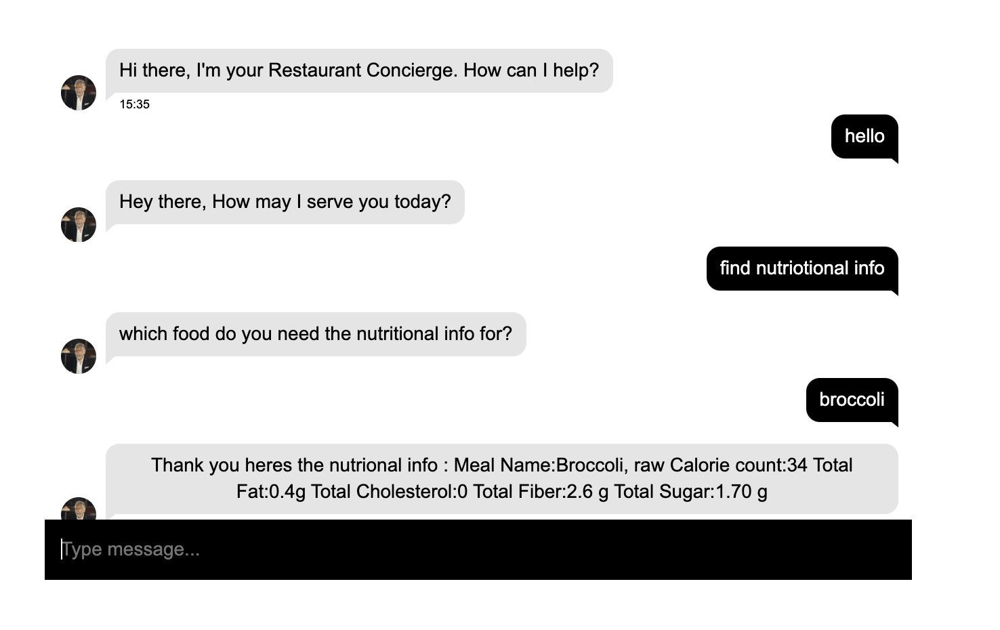 Hi there, I'm your Restaurant Concierge. How can I help?
15:35
hello
Hey there, How may I serve you today?
find nutriotional info
which food do you need the nutritional info for?
broccoli
Thank you heres the nutrional info : Meal Name:Broccoli, raw Calorie count:34 Total
Fat:0.4g Total Cholesterol:0 Total Fiber:2.6 g Total Sugar:1.70 g
Type message...